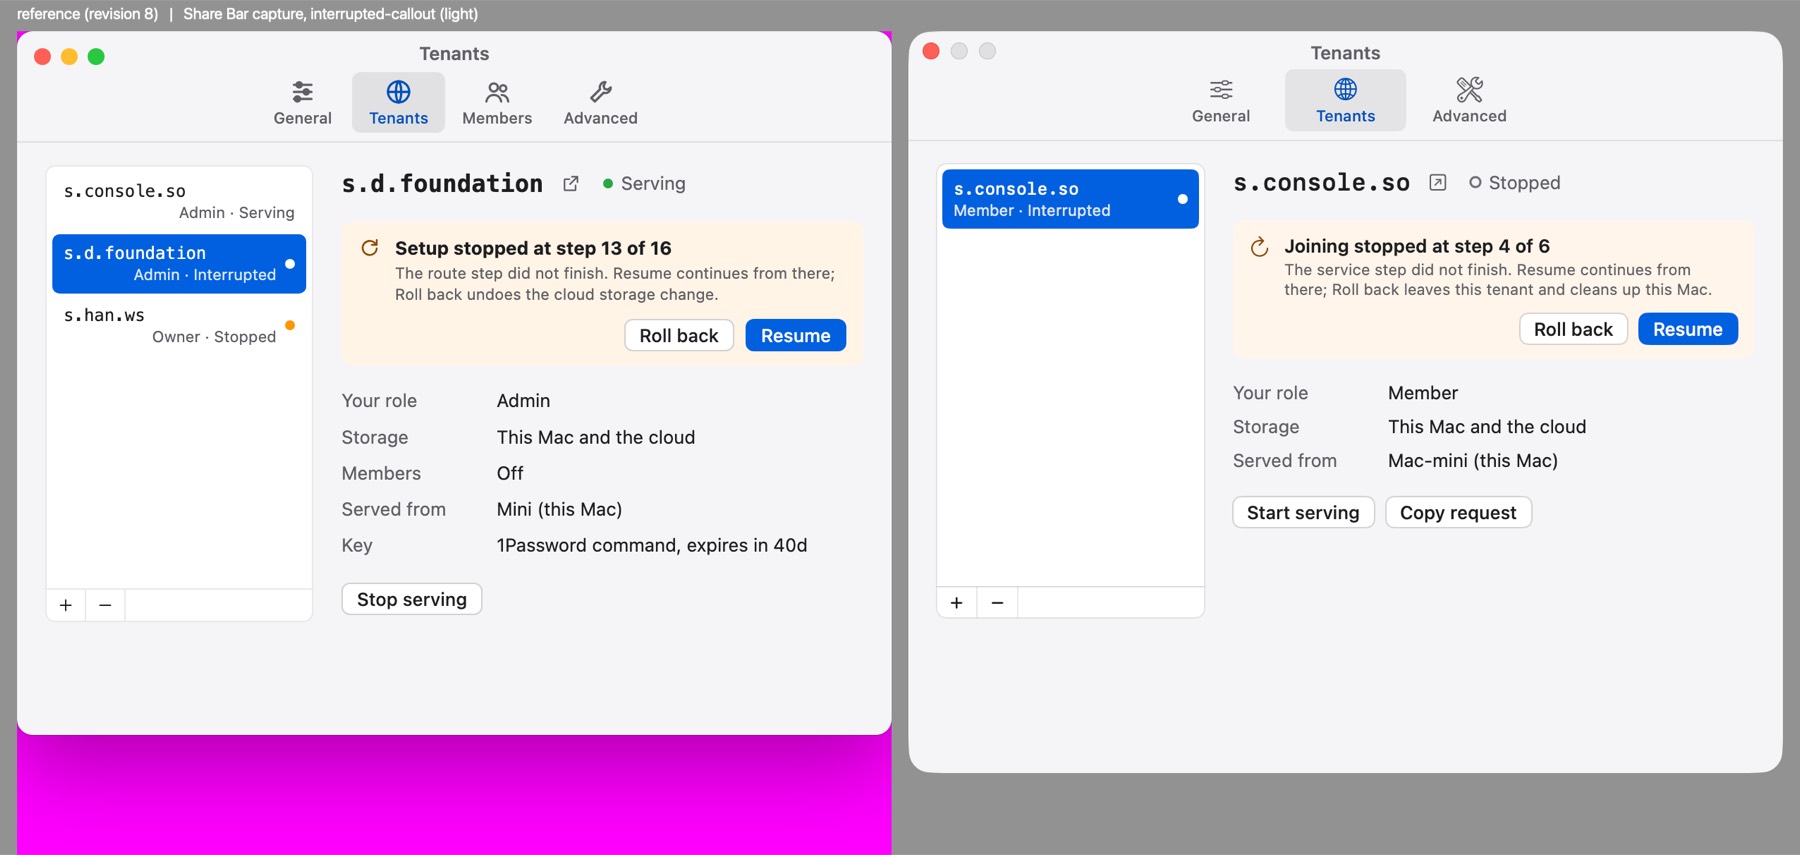 reference (revision 8) | Share Bar capture, interrupted-callout (light)
Tenants
General
Tenants
Members
Advanced
s.console.so
Admin · Serving
s.d.foundation
Admin · Interrupted
s.han.ws
Owner · Stopped
+ −
s.d.foundation Serving
Setup stopped at step 13 of 16
The route step did not finish. Resume continues from there;
Roll back undoes the cloud storage change.
Roll back Resume
Your role Admin
Storage This Mac and the cloud
Members Off
Served from Mini (this Mac)
Key 1Password command, expires in 40d
Stop serving
Tenants
General
Tenants
Advanced
s.console.so
Member · Interrupted
+ −
s.console.so Stopped
Joining stopped at step 4 of 6
The service step did not finish. Resume continues from
there; Roll back leaves this tenant and cleans up this Mac.
Roll back Resume
Your role Member
Storage This Mac and the cloud
Served from Mac-mini (this Mac)
Start serving Copy request